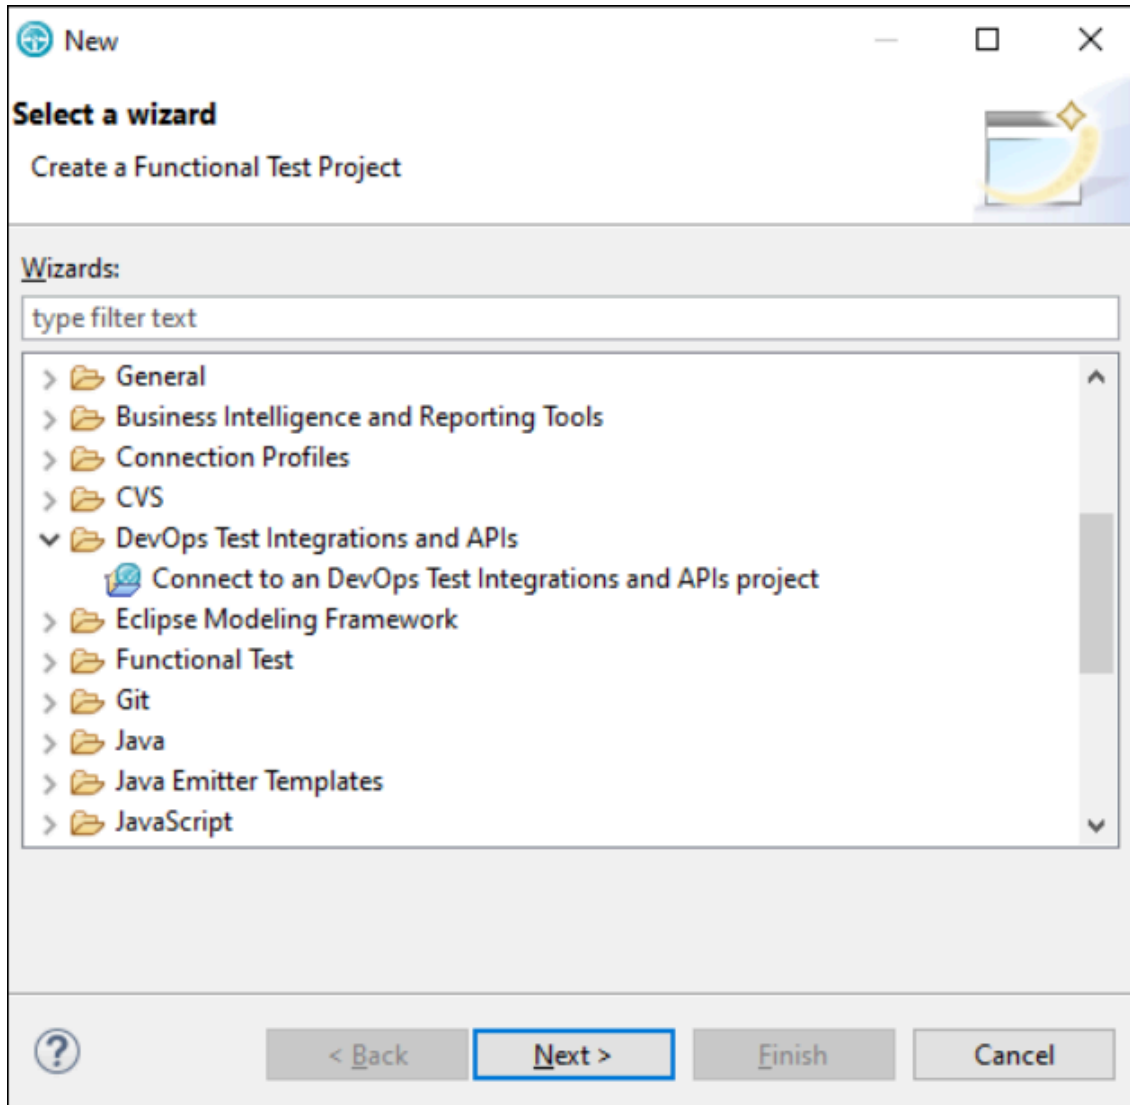 New
Select a wizard
Create a Functional Test Project
Wizards:
type filter text
General
Business Intelligence and Reporting Tools
Connection Profiles
CVS
DevOps Test Integrations and APIs
Connect to an DevOps Test Integrations and APIs project
Eclipse Modeling Framework
Functional Test
Git
Java
Java Emitter Templates
JavaScript
? < Back Next > Finish Cancel